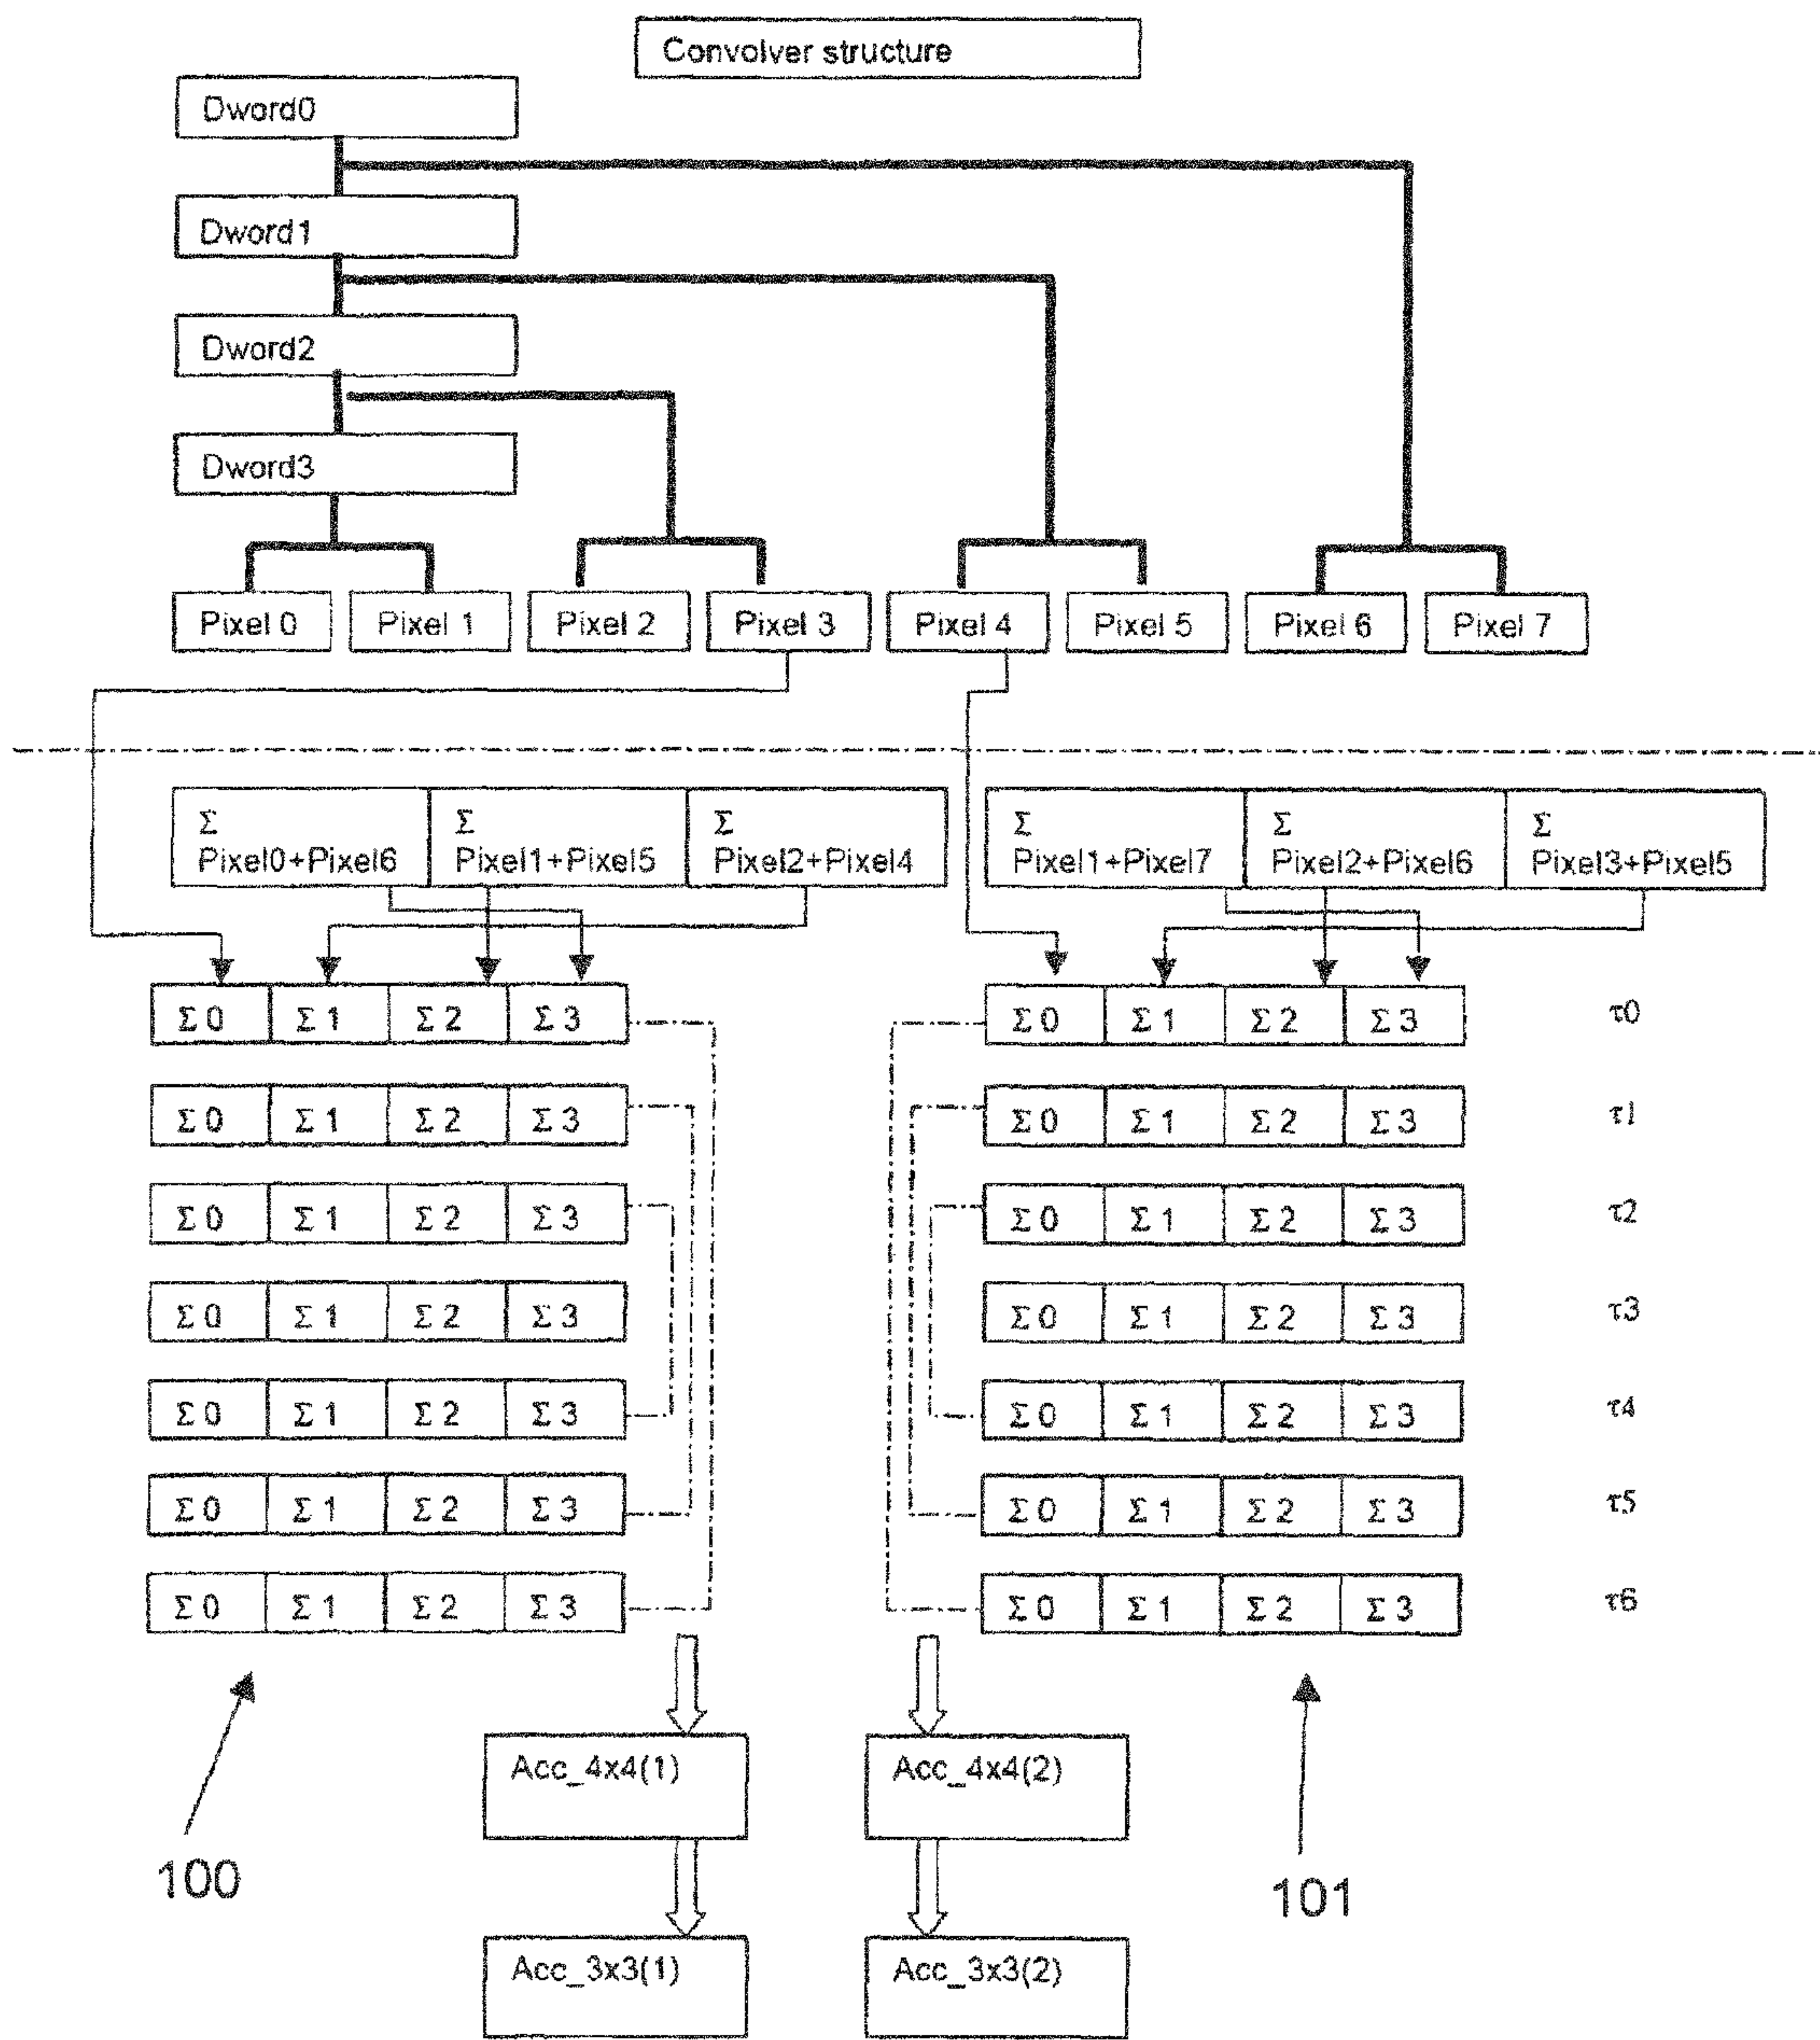 Convolver structure
Dword0
Dword1
Dword2
Dword3
Pixel 0 Pixel 1 Pixel 2 Pixel 3 Pixel 4 Pixel 5 Pixel 6 Pixel 7
Σ Σ Σ Σ Σ Σ
Pixel0+Pixel6 Pixel1+Pixel5 Pixel2+Pixel4 Pixel1+Pixel7 Pixel2+Pixel6 Pixel3+Pixel5
Σ 0 Σ 1 Σ 2 Σ 3 Σ 0 Σ 1 Σ 2 Σ 3 τ0
Σ 0 Σ 1 Σ 2 Σ 3 Σ 0 Σ 1 Σ 2 Σ 3 τ1
Σ 0 Σ 1 Σ 2 Σ 3 Σ 0 Σ 1 Σ 2 Σ 3 τ2
Σ 0 Σ 1 Σ 2 Σ 3 Σ 0 Σ 1 Σ 2 Σ 3 τ3
Σ 0 Σ 1 Σ 2 Σ 3 Σ 0 Σ 1 Σ 2 Σ 3 τ4
Σ 0 Σ 1 Σ 2 Σ 3 Σ 0 Σ 1 Σ 2 Σ 3 τ5
Σ 0 Σ 1 Σ 2 Σ 3 Σ 0 Σ 1 Σ 2 Σ 3 τ6
Acc_4x4(1) Acc_4x4(2)
100 101
Acc_3x3(1) Acc_3x3(2)